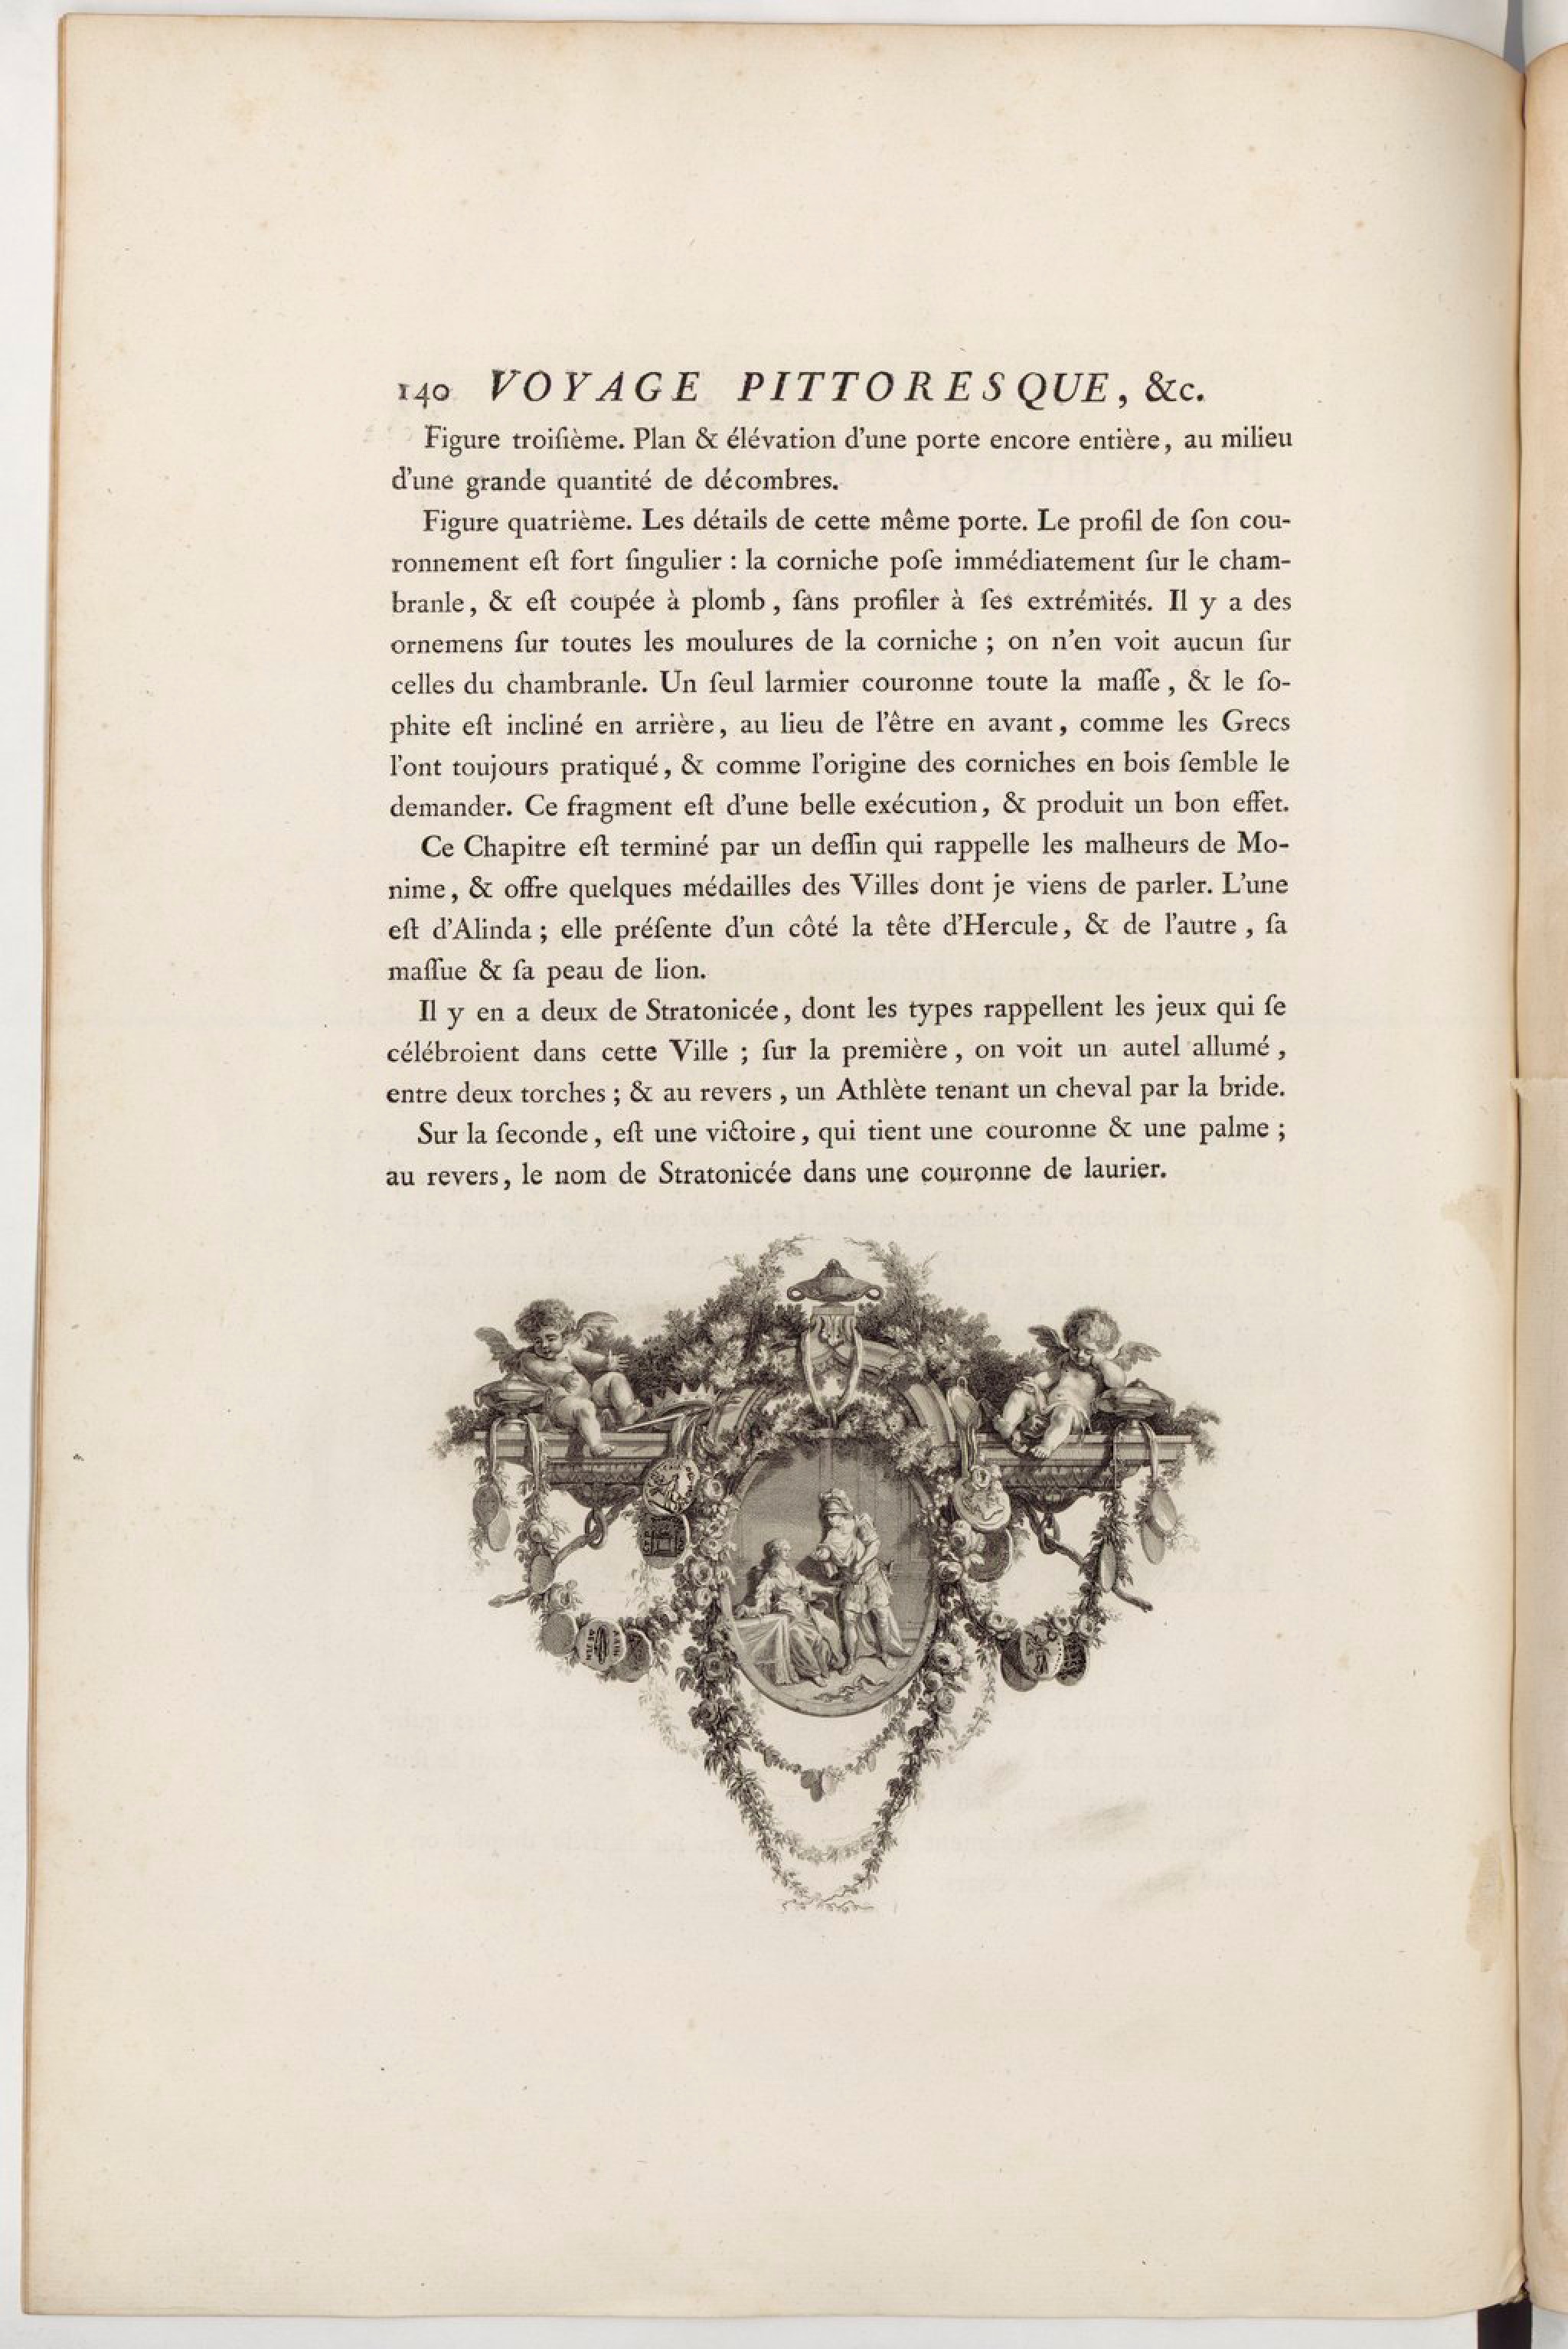 140 VOYAGE PITTORESQUE, &c.
Figure troiſième. Plan & élévation d'une porte encore entière, au milieu
d'une grande quantité de décombres.
Figure quatrième. Les détails de cette même porte. Le profil de ſon cou-
ronnement eſt fort ſingulier : la corniche poſe immédiatement ſur le cham-
branle, & eſt coupée à plomb, ſans profiler à ſes extrémités. Il y a des
ornemens ſur toutes les moulures de la corniche ; on n'en voit aucun ſur
celles du chambranle. Un ſeul larmier couronne toute la maſſe, & le ſo-
phite eſt incliné en arrière, au lieu de l'être en avant, comme les Grecs
l'ont toujours pratiqué, & comme l'origine des corniches en bois ſemble le
demander. Ce fragment eſt d'une belle exécution, & produit un bon effet.
Ce Chapitre eſt terminé par un deſſin qui rappelle les malheurs de Mo-
nime, & offre quelques médailles des Villes dont je viens de parler. L'une
eſt d'Alinda ; elle préſente d'un côté la tête d'Hercule, & de l'autre, ſa
maſſue & ſa peau de lion.
Il y en a deux de Stratonicée, dont les types rappellent les jeux qui ſe
célébroient dans cette Ville ; ſur la première, on voit un autel allumé,
entre deux torches ; & au revers, un Athlète tenant un cheval par la bride.
Sur la ſeconde, eſt une victoire, qui tient une couronne & une palme ;
au revers, le nom de Stratonicée dans une couronne de laurier.